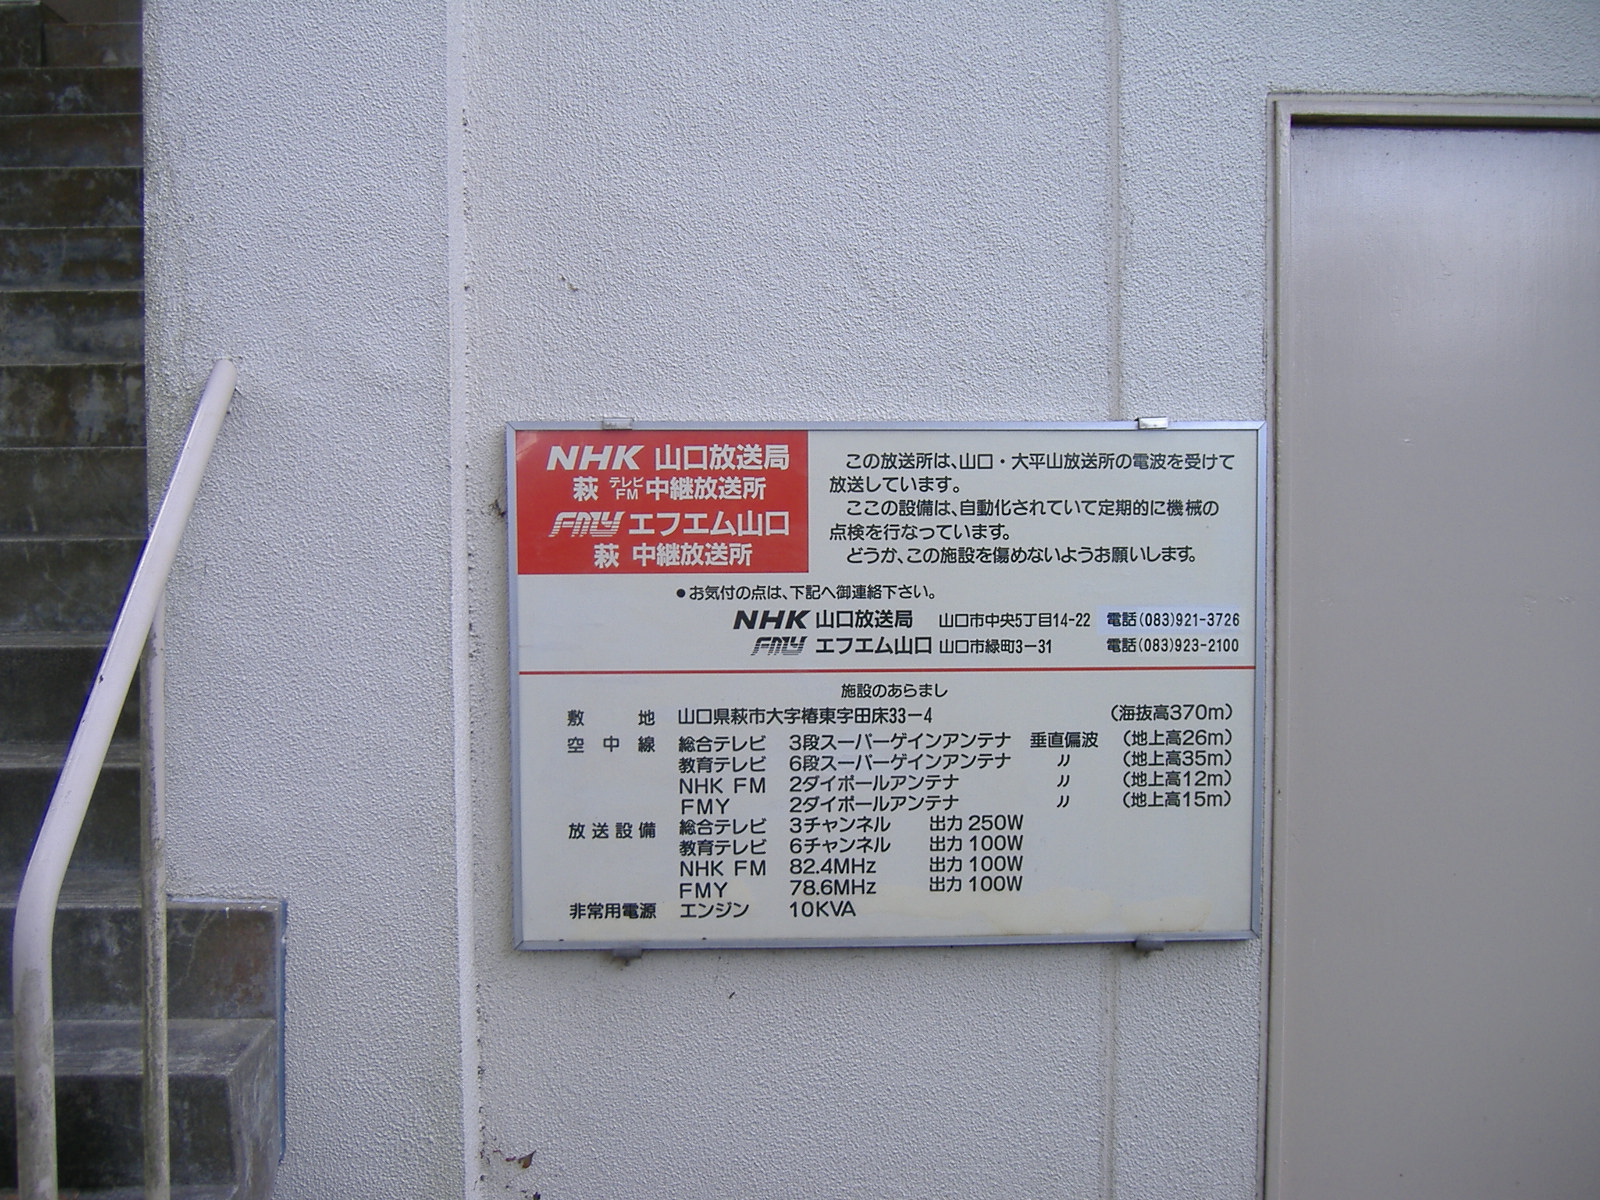 NHK 山口放送局
萩 テレビFM 中継放送所
FMY エフエム山口
萩 中継放送所
この放送所は、山口・大平山放送所の電波を受けて
放送しています。
ここの設備は、自動化されていて定期的に機械の
点検を行なっています。
どうか、この施設を傷めないようお願いします。
●お気付の点は、下記へ御連絡下さい。
NHK 山口放送局 山口市中央5丁目14-22 電話(083)921-3726
FMY エフエム山口 山口市緑町3-31 電話(083)923-2100
施設のあらまし
敷地 山口県萩市大字椿東字田床33-4 (海抜高370m)
空中線 総合テレビ 3段スーパーゲインアンテナ 垂直偏波 (地上高26m)
教育テレビ 6段スーパーゲインアンテナ 〃 (地上高35m)
NHK FM 2ダイポールアンテナ 〃 (地上高12m)
FMY 2ダイポールアンテナ 〃 (地上高15m)
放送設備 総合テレビ 3チャンネル 出力 250W
教育テレビ 6チャンネル 出力 100W
NHK FM 82.4MHz 出力 100W
FMY 78.6MHz 出力 100W
非常用電源 エンジン 10KVA